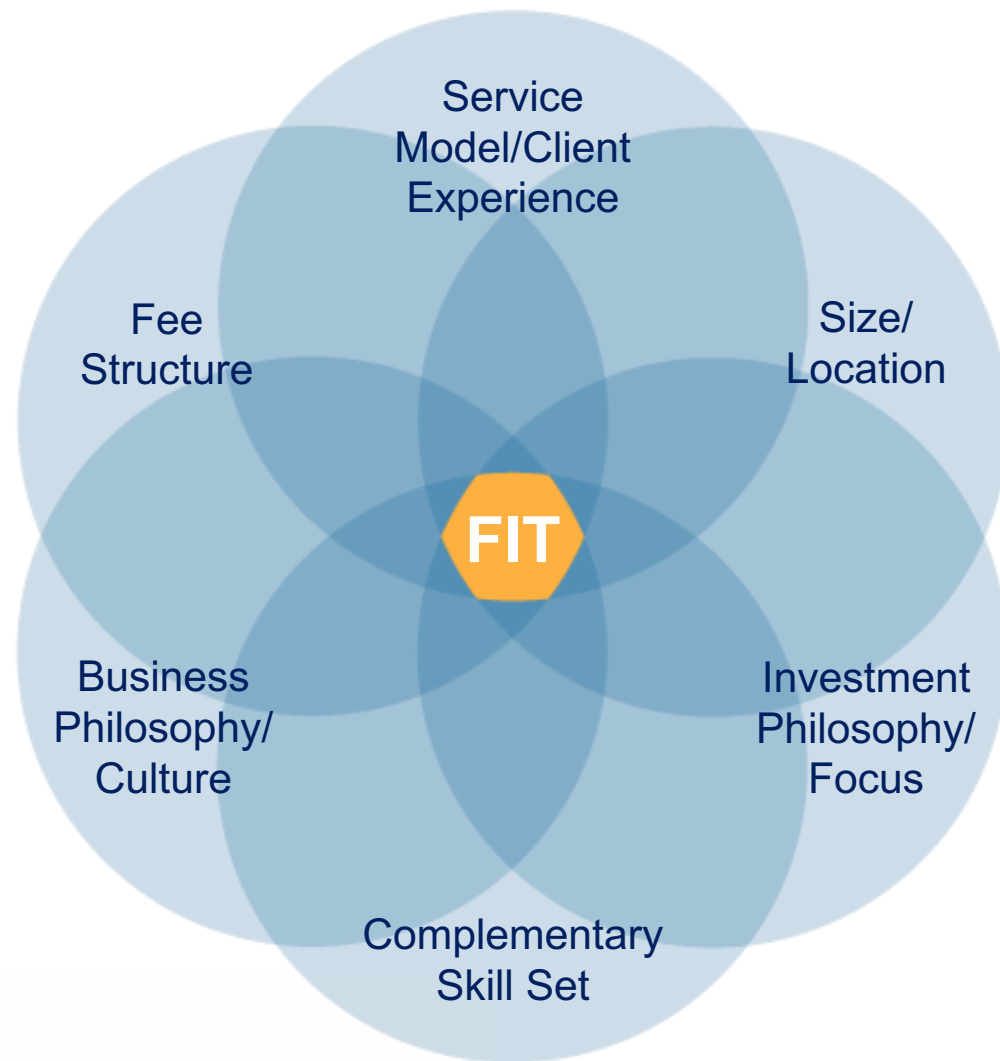 Service
Model/Client
Experience
Fee
Structure
Size/
Location
FIT
Business
Philosophy/
Culture
Investment
Philosophy/
Focus
Complementary
Skill Set